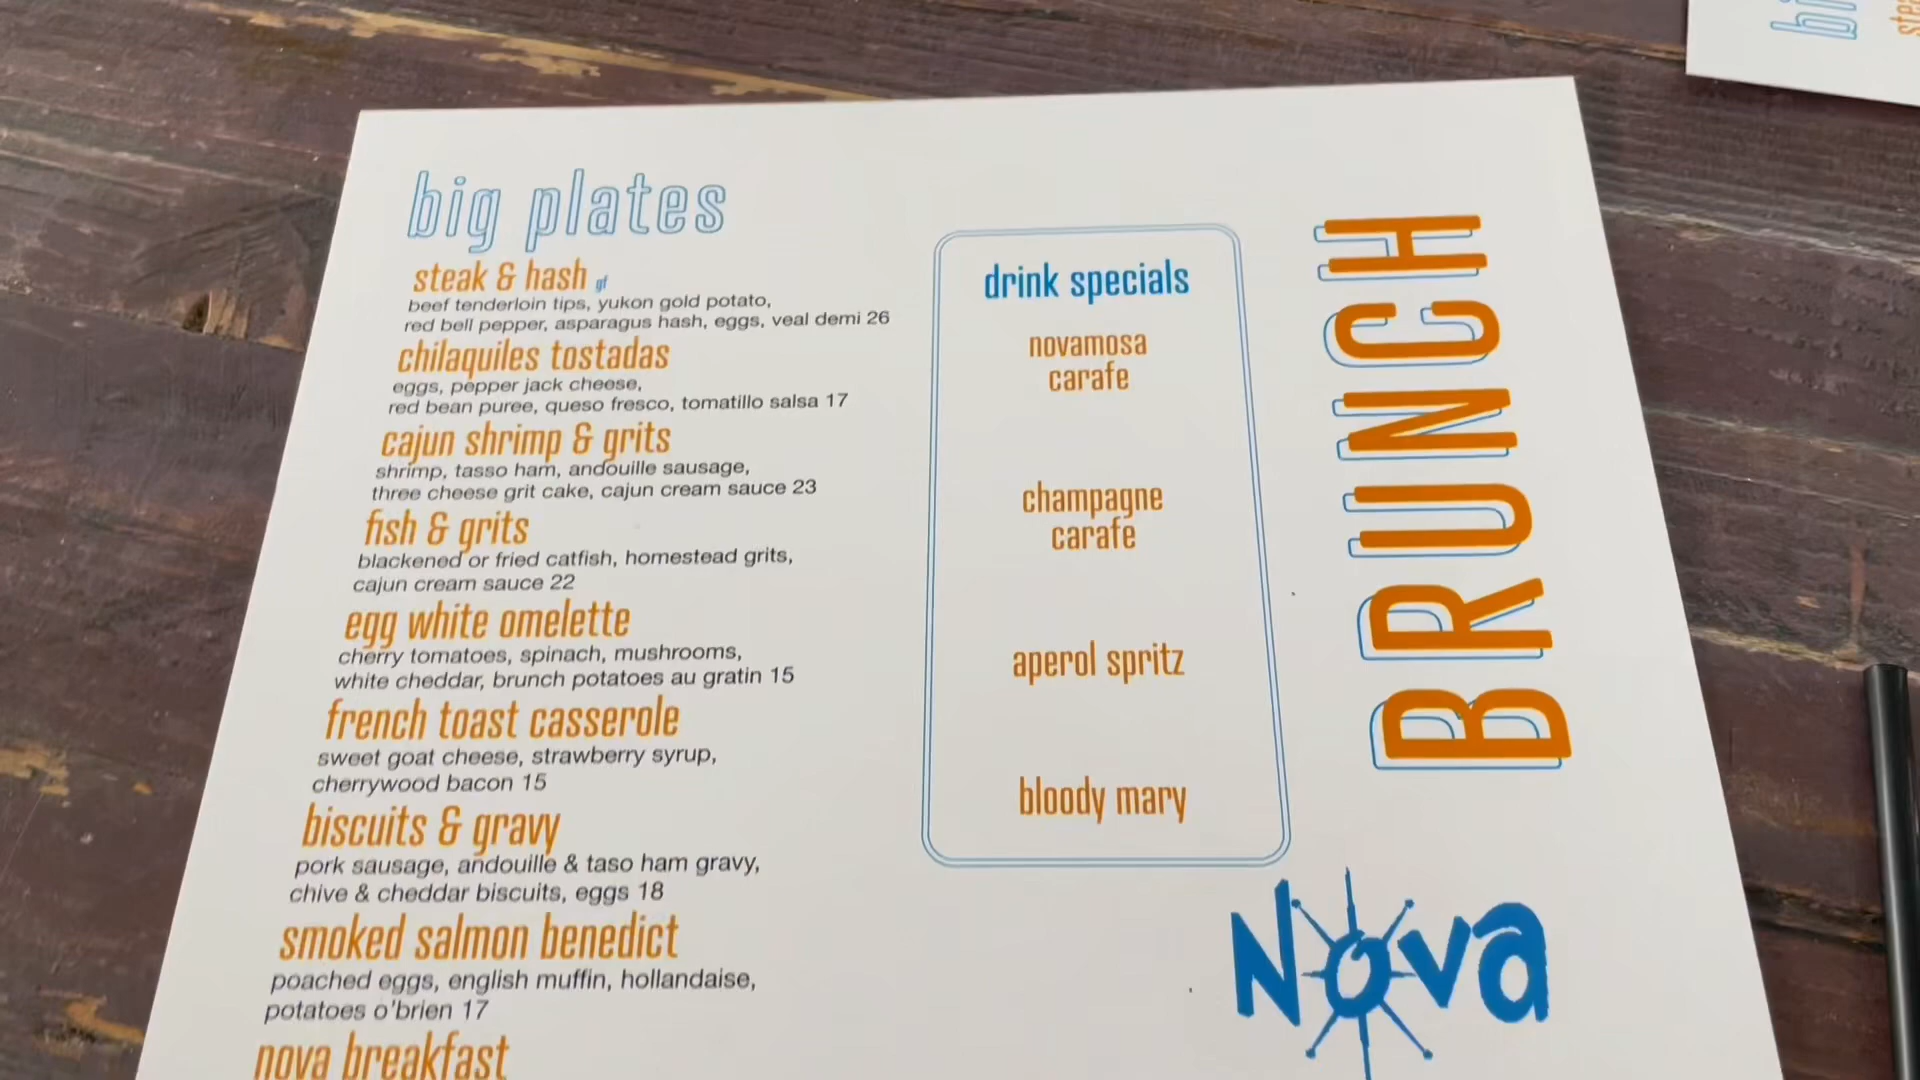 big plates
steak & hash gf
beef tenderloin tips, yukon gold potato,
red bell pepper, asparagus hash, eggs, veal demi 26
chilaquiles tostadas
eggs, pepper jack cheese,
red bean puree, queso fresco, tomatillo salsa 17
cajun shrimp & grits
shrimp, tasso ham, andouille sausage,
three cheese grit cake, cajun cream sauce 23
fish & grits
blackened or fried catfish, homestead grits,
cajun cream sauce 22
egg white omelette
cherry tomatoes, spinach, mushrooms,
white cheddar, brunch potatoes au gratin 15
french toast casserole
sweet goat cheese, strawberry syrup,
cherrywood bacon 15
biscuits & gravy
pork sausage, andouille & taso ham gravy,
chive & cheddar biscuits, eggs 18
smoked salmon benedict
poached eggs, english muffin, hollandaise,
potatoes o'brien 17
nova breakfast
drink specials
novamosa
carafe
champagne
carafe
aperol spritz
bloody mary
BRUNCH
Nova